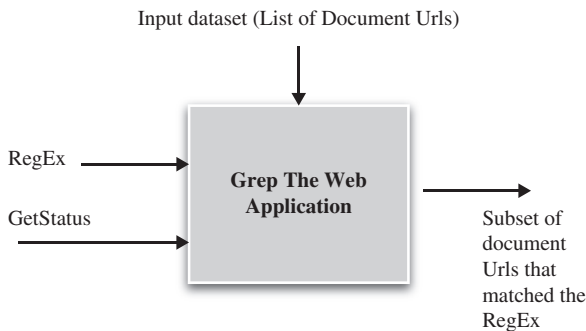 Input dataset (List of Document Urls)
RegEx
Grep The Web
Application
GetStatus
Subset of
document
Urls that
matched the
RegEx